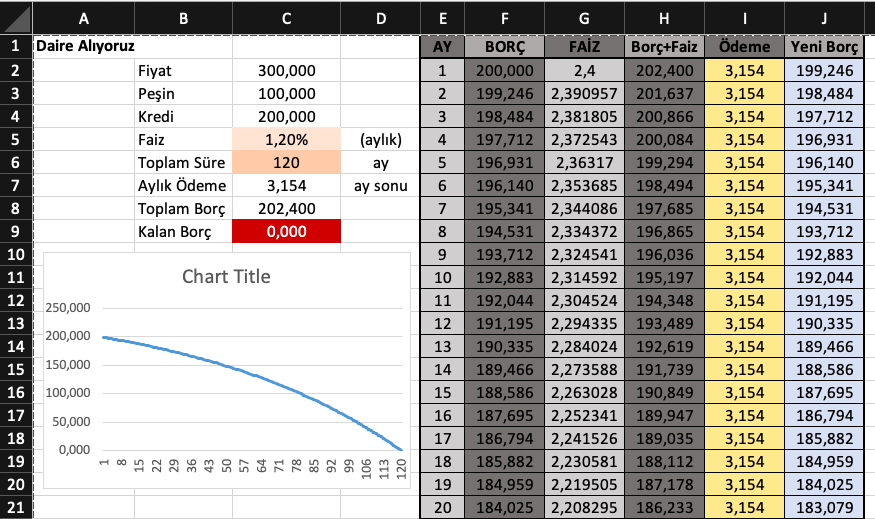 A B C D E F G H I J
1 Daire Alıyoruz AY BORÇ FAİZ Borç+Faiz Ödeme Yeni Borç
2 Fiyat 300,000 1 200,000 2,4 202,400 3,154 199,246
3 Peşin 100,000 2 199,246 2,390957 201,637 3,154 198,484
4 Kredi 200,000 3 198,484 2,381805 200,866 3,154 197,712
5 Faiz 1,20% (aylık) 4 197,712 2,372543 200,084 3,154 196,931
6 Toplam Süre 120 ay 5 196,931 2,36317 199,294 3,154 196,140
7 Aylık Ödeme 3,154 ay sonu 6 196,140 2,353685 198,494 3,154 195,341
8 Toplam Borç 202,400 7 195,341 2,344086 197,685 3,154 194,531
9 Kalan Borç 0,000 8 194,531 2,334372 196,865 3,154 193,712
10 9 193,712 2,324541 196,036 3,154 192,883
11 10 192,883 2,314592 195,197 3,154 192,044
12 11 192,044 2,304524 194,348 3,154 191,195
13 12 191,195 2,294335 193,489 3,154 190,335
14 13 190,335 2,284024 192,619 3,154 189,466
15 14 189,466 2,273588 191,739 3,154 188,586
16 15 188,586 2,263028 190,849 3,154 187,695
17 16 187,695 2,252341 189,947 3,154 186,794
18 17 186,794 2,241526 189,035 3,154 185,882
19 18 185,882 2,230581 188,112 3,154 184,959
20 19 184,959 2,219505 187,178 3,154 184,025
21 20 184,025 2,208295 186,233 3,154 183,079
Chart Title
250,000
200,000
150,000
100,000
50,000
0,000
1 8 15 22 29 36 43 50 57 64 71 78 85 92 99 106 113 120